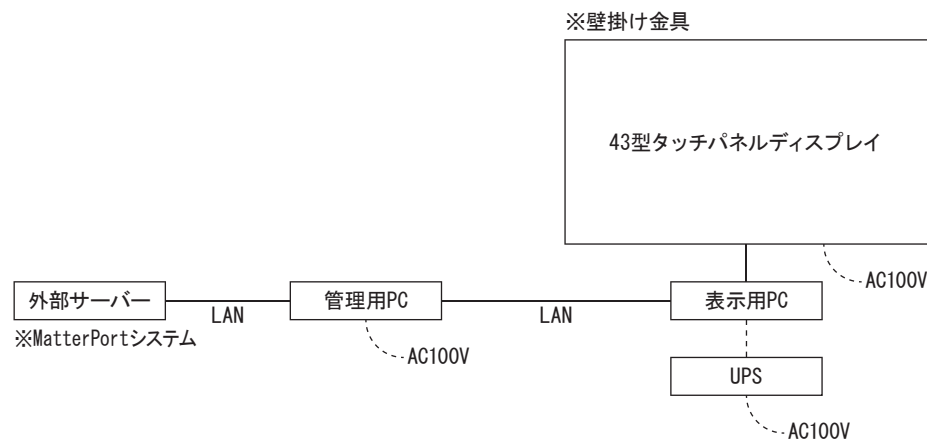 ※壁掛け金具
43型タッチパネルディスプレイ
AC100V
外部サーバー
LAN
管理用PC
LAN
表示用PC
※MatterPortシステム
AC100V
UPS
AC100V